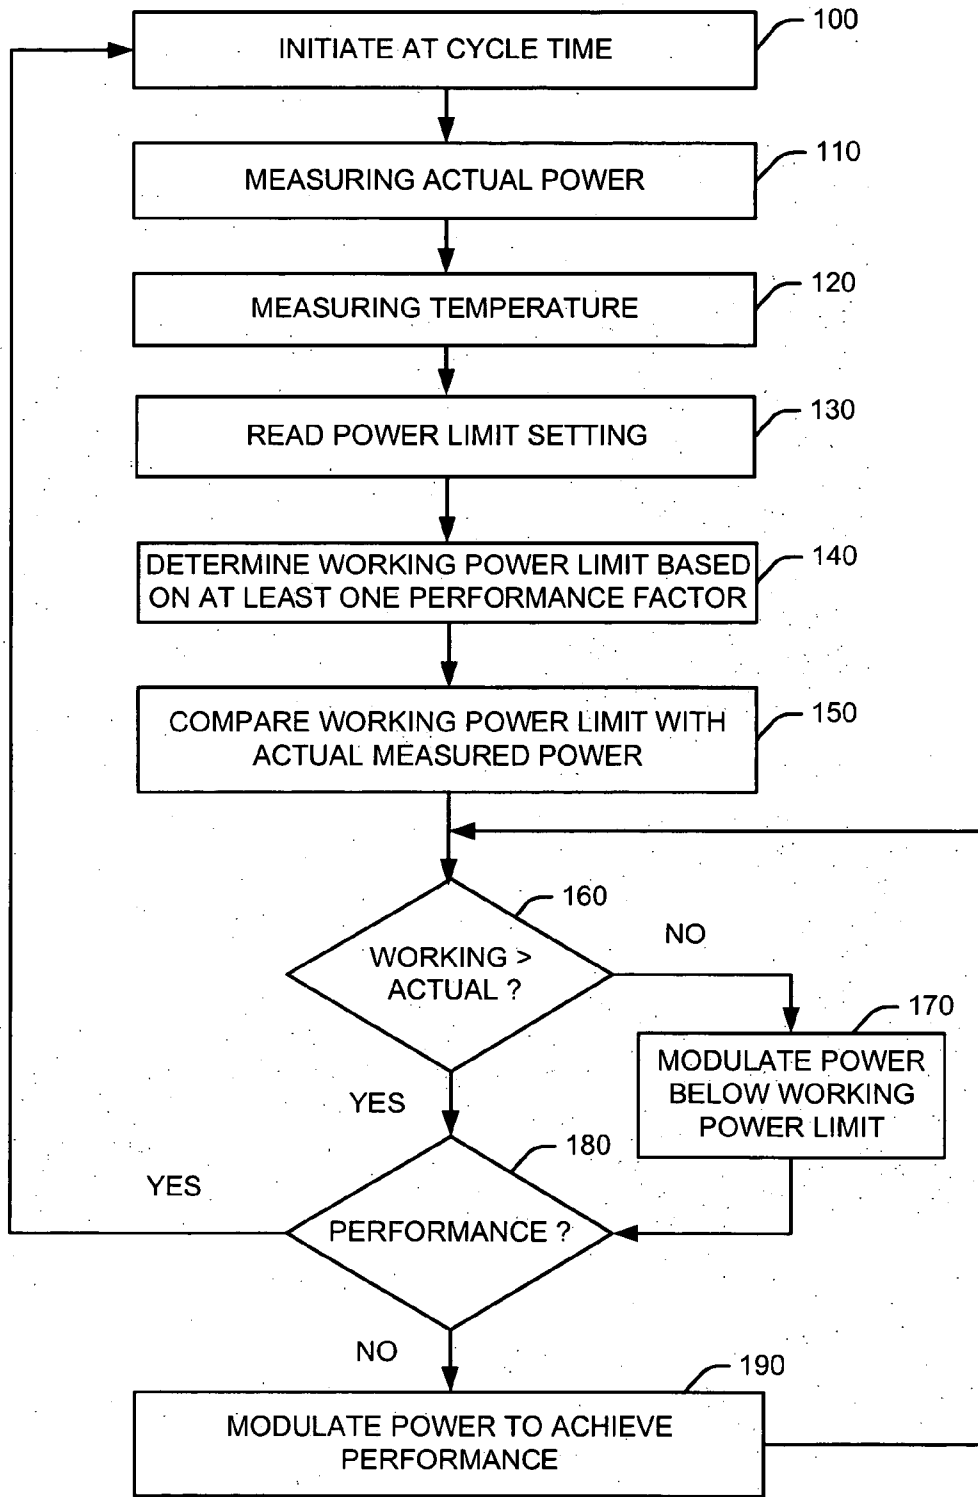 INITIATE AT CYCLE TIME
100
MEASURING ACTUAL POWER
110
MEASURING TEMPERATURE
120
READ POWER LIMIT SETTING
130
DETERMINE WORKING POWER LIMIT BASED
ON AT LEAST ONE PERFORMANCE FACTOR
140
COMPARE WORKING POWER LIMIT WITH
ACTUAL MEASURED POWER
150
160
WORKING >
ACTUAL ?
NO
170
MODULATE POWER
BELOW WORKING
POWER LIMIT
YES
180
YES
PERFORMANCE ?
NO
190
MODULATE POWER TO ACHIEVE
PERFORMANCE